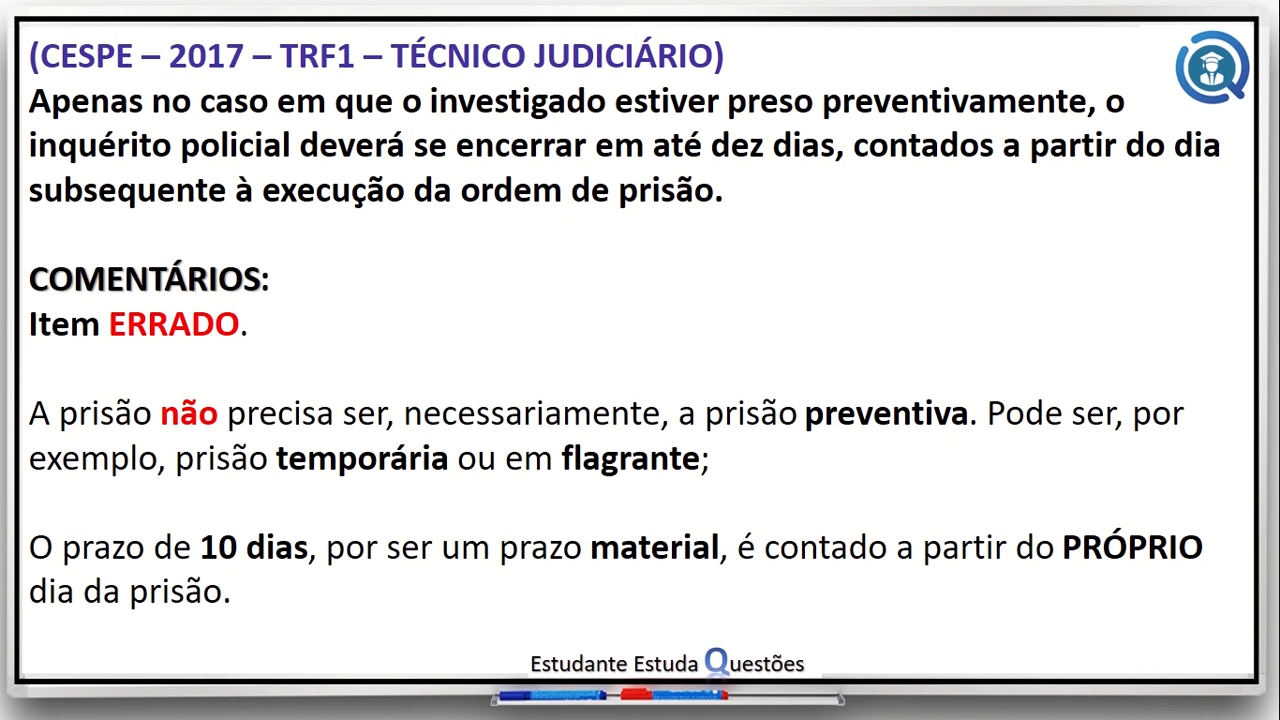 (CESPE – 2017 – TRF1 – TÉCNICO JUDICIÁRIO)
Apenas no caso em que o investigado estiver preso preventivamente, o
inquérito policial deverá se encerrar em até dez dias, contados a partir do dia
subsequente à execução da ordem de prisão.
COMENTÁRIOS:
Item ERRADO.
A prisão não precisa ser, necessariamente, a prisão preventiva. Pode ser, por
exemplo, prisão temporária ou em flagrante;
O prazo de 10 dias, por ser um prazo material, é contado a partir do PRÓPRIO
dia da prisão.
Estudante Estuda Questões